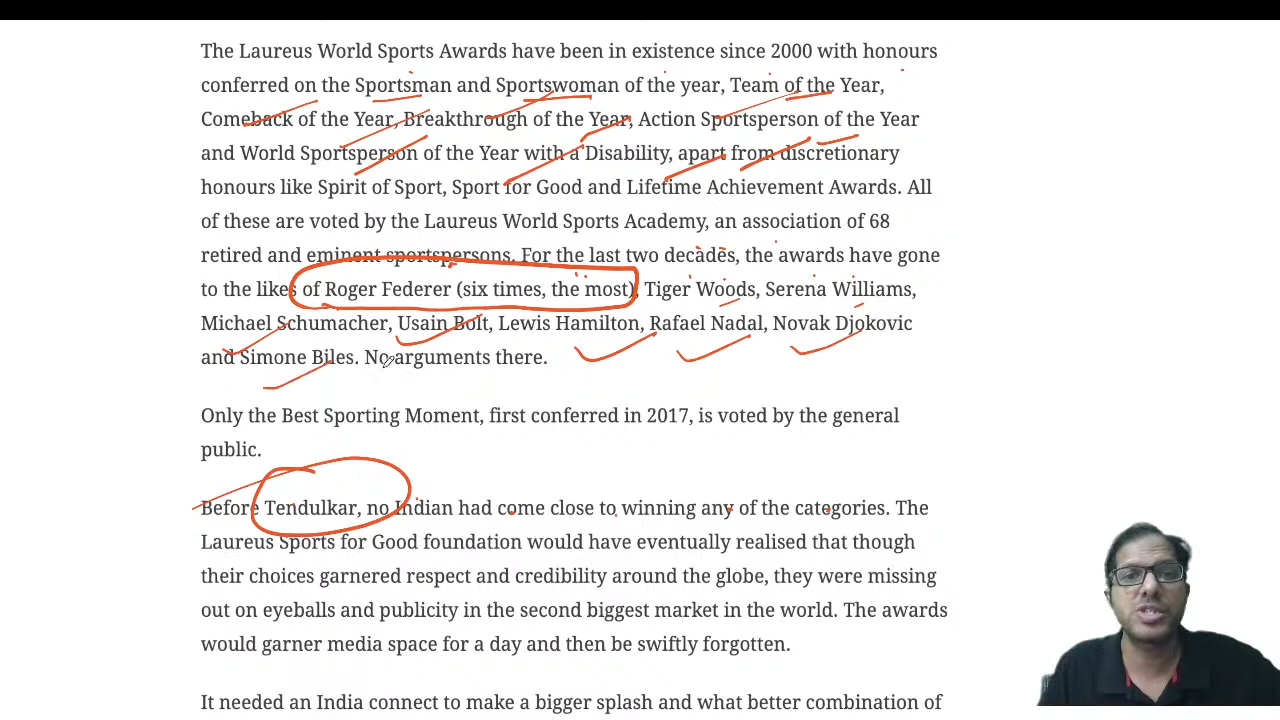 The Laureus World Sports Awards have been in existence since 2000 with honours
conferred on the Sportsman and Sportswoman of the year, Team of the Year,
Comeback of the Year, Breakthrough of the Year, Action Sportsperson of the Year
and World Sportsperson of the Year with a Disability, apart from discretionary
honours like Spirit of Sport, Sport for Good and Lifetime Achievement Awards. All
of these are voted by the Laureus World Sports Academy, an association of 68
retired and eminent sportspersons. For the last two decades, the awards have gone
to the likes of Roger Federer (six times, the most), Tiger Woods, Serena Williams,
Michael Schumacher, Usain Bolt, Lewis Hamilton, Rafael Nadal, Novak Djokovic
and Simone Biles. No arguments there.
Only the Best Sporting Moment, first conferred in 2017, is voted by the general
public.
Before Tendulkar, no Indian had come close to winning any of the categories. The
Laureus Sports for Good foundation would have eventually realised that though
their choices garnered respect and credibility around the globe, they were missing
out on eyeballs and publicity in the second biggest market in the world. The awards
would garner media space for a day and then be swiftly forgotten.
It needed an India connect to make a bigger splash and what better combination of